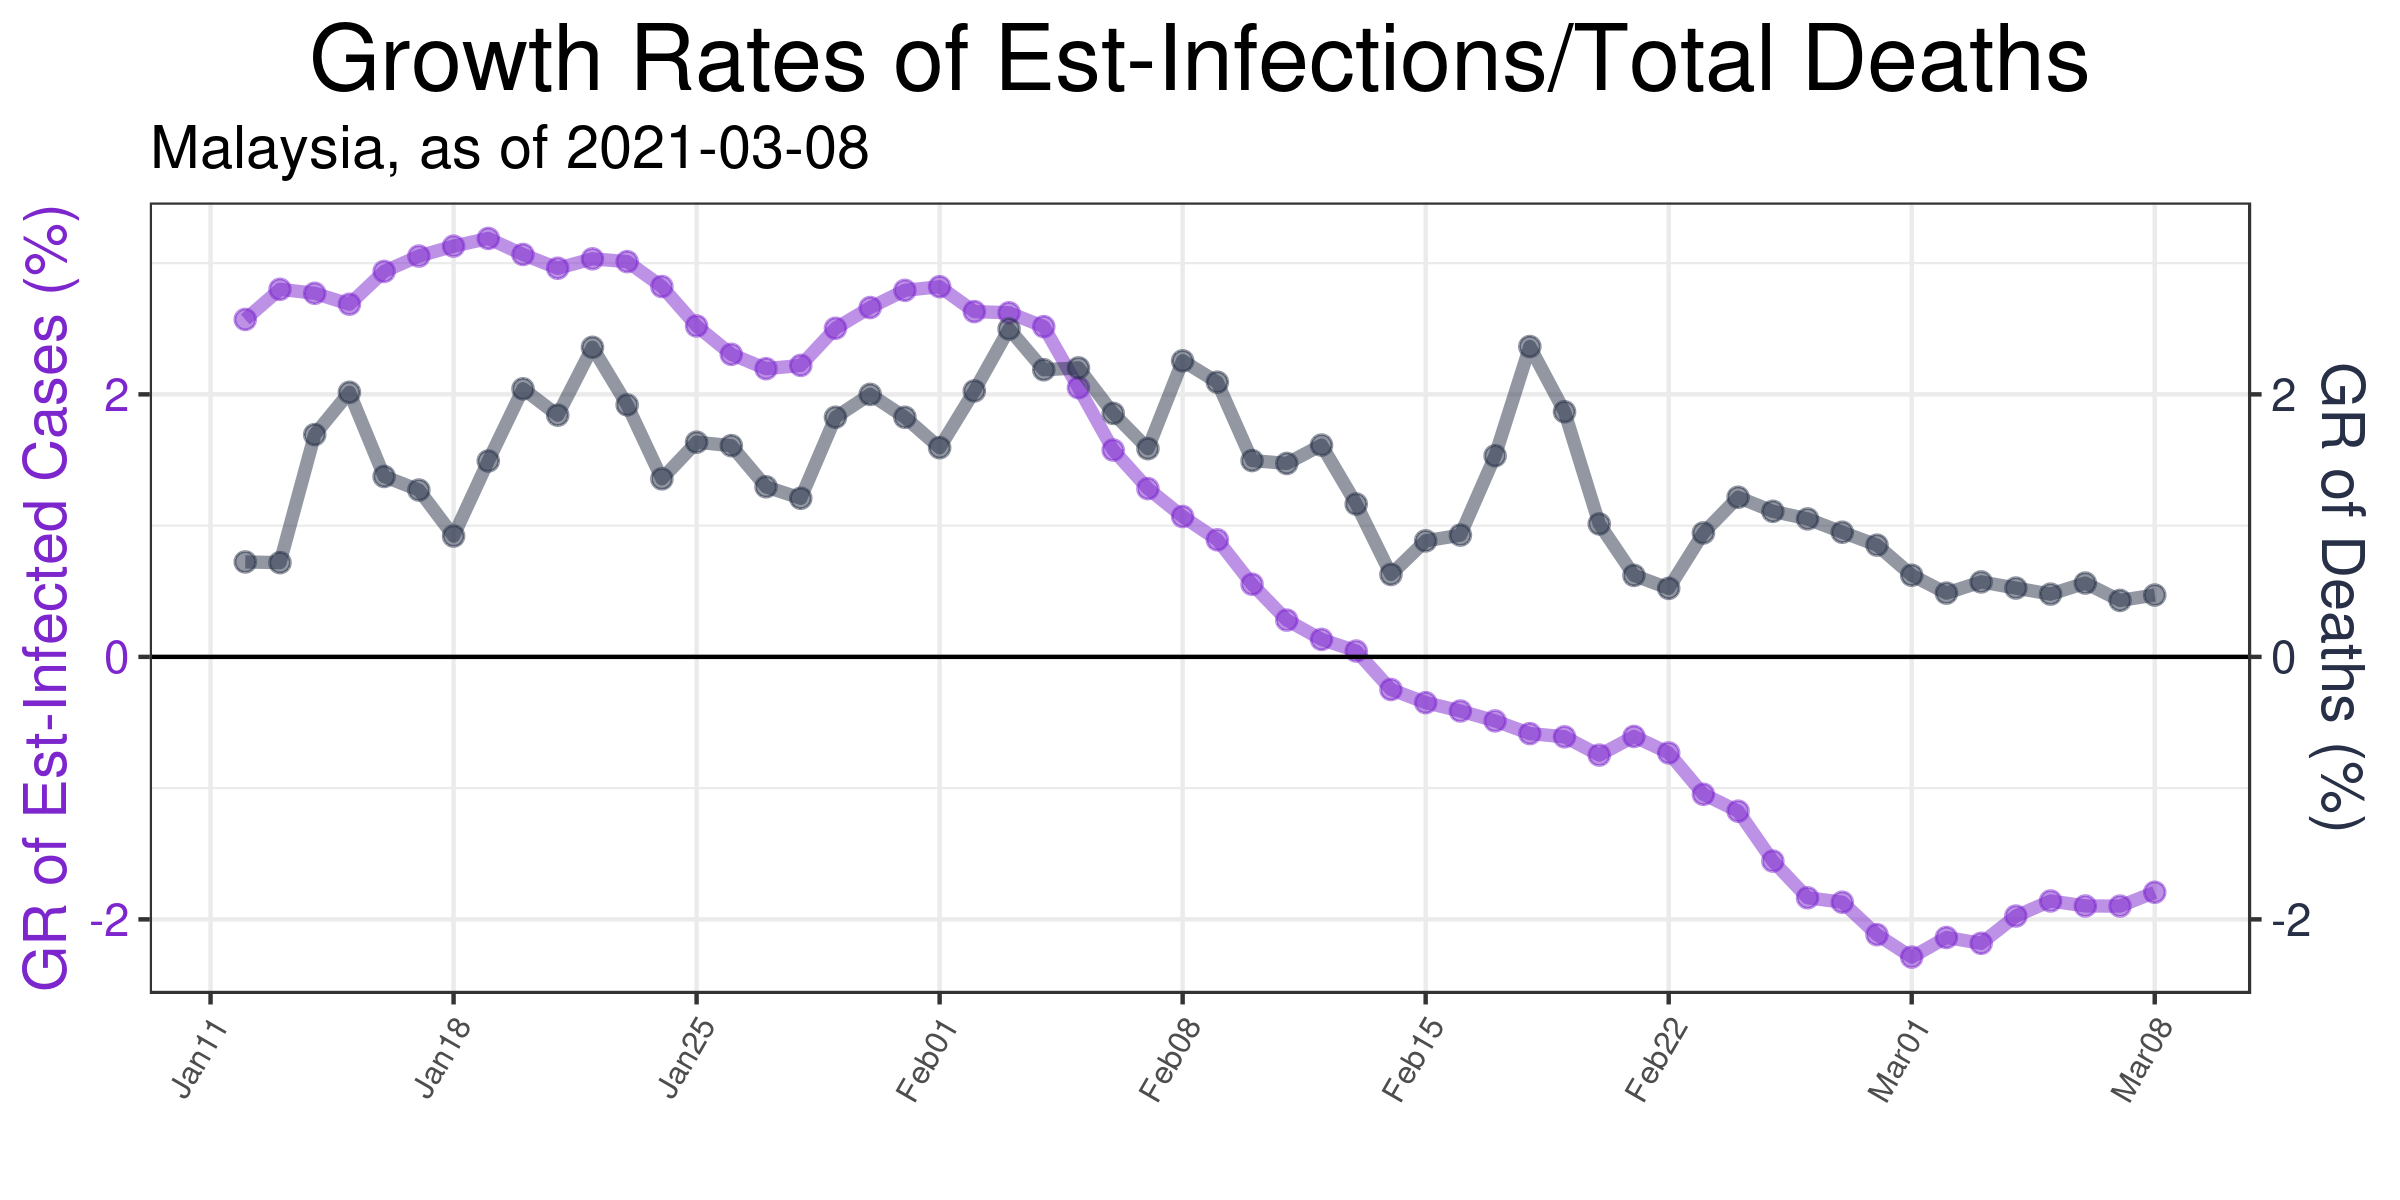 Growth Rates of Est-Infections/Total Deaths
Malaysia, as of 2021-03-08
GR of Est-Infected Cases (%)
2
0
-2
2
0
-2
GR of Deaths (%)
Jan11
Jan18
Jan25
Feb01
Feb08
Feb15
Feb22
Mar01
Mar08